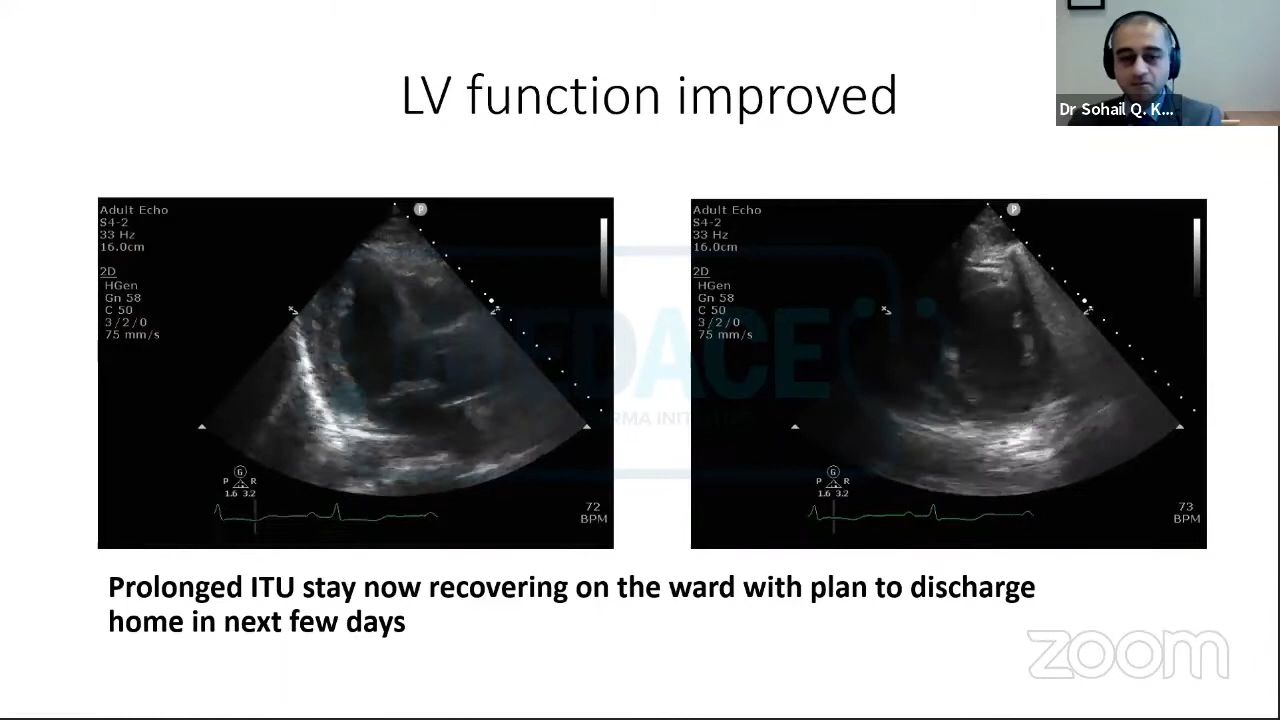 LV function improved
Dr Sohail Q. K...
Adult Echo
S4-2
33 Hz
16.0cm
2D
HGen
Gn 58
C 50
3/2/0
75 mm/s
P
G
P R
1.6 3.2
72
BPM
Adult Echo
S4-2
33 Hz
16.0cm
2D
HGen
Gn 58
C 50
3/2/0
75 mm/s
P
G
P R
1.6 3.2
73
BPM
Prolonged ITU stay now recovering on the ward with plan to discharge
home in next few days
zoom